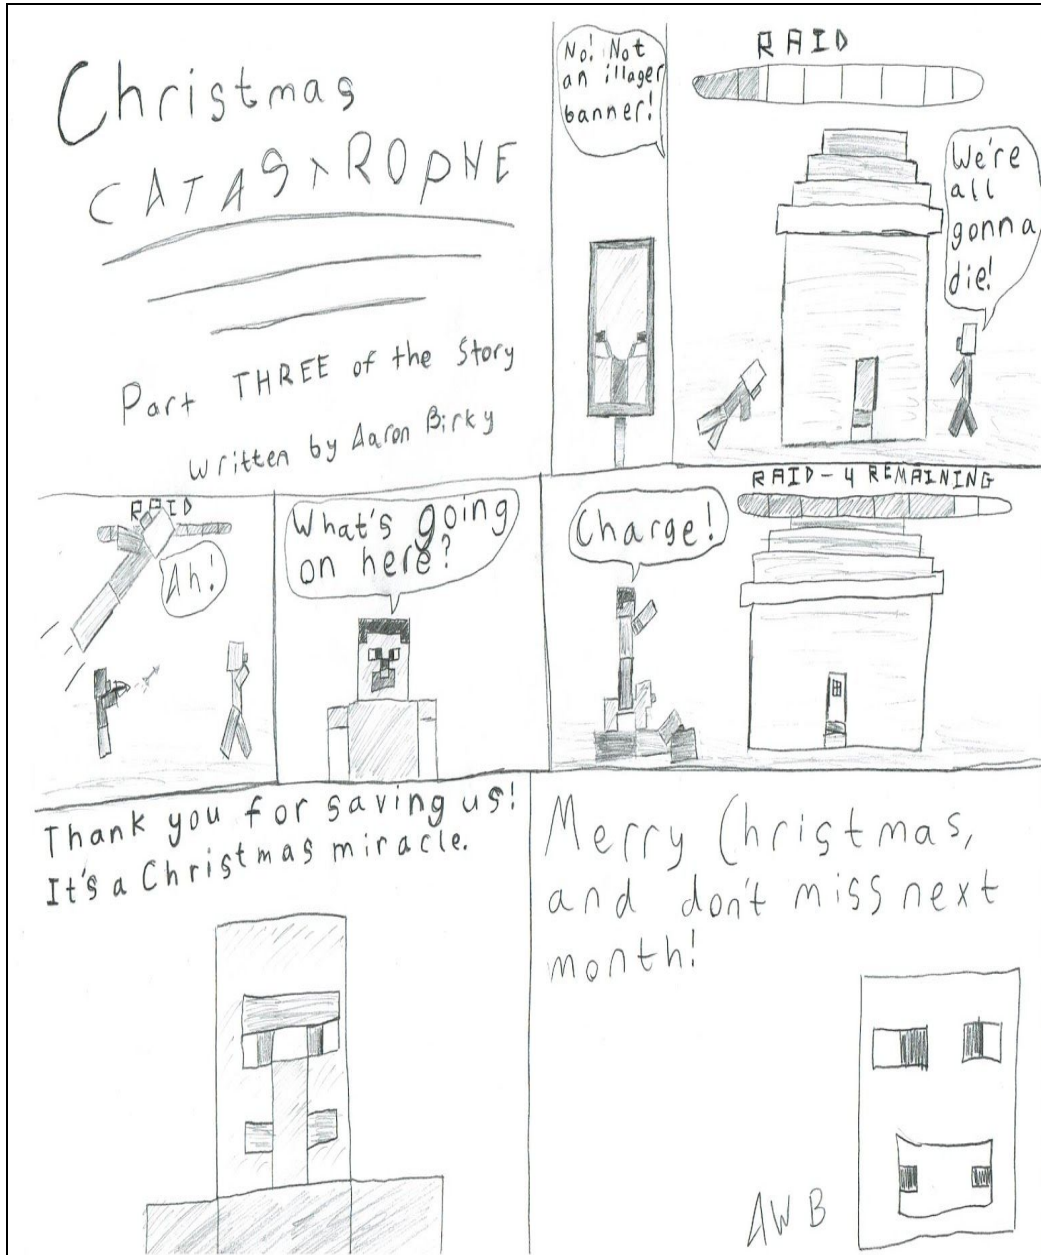 Christmas
CATASTROPHE
Part THREE of the Story
written by Aaron Birky
No! Not
an illager
banner!
RAID
We're
all
gonna
die!
RAID
Ah!
What's going
on here?
Charge!
RAID - 4 REMAINING
Thank you for saving us!
It's a Christmas miracle.
Merry Christmas,
and don't miss next
month!
AWB